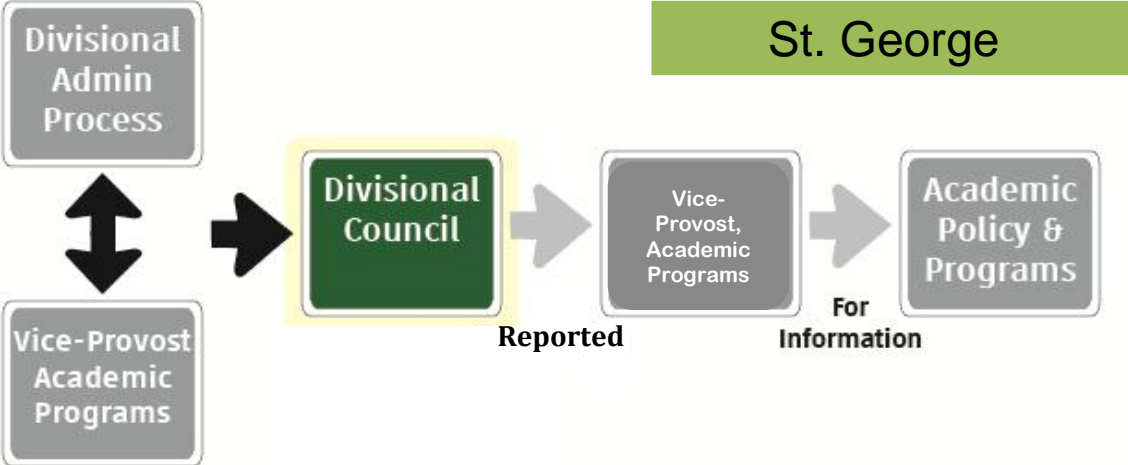 St. George
Divisional
Admin
Process
Vice-Provost
Academic
Programs
Divisional
Council
Reported
Vice-
Provost,
Academic
Programs
For
Information
Academic
Policy &
Programs